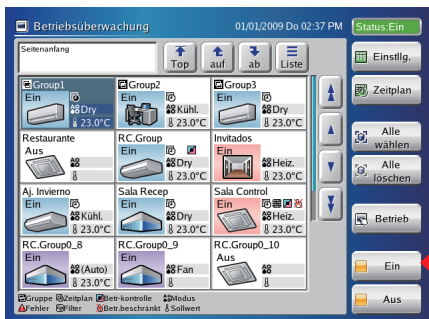 Betriebsüberwachung 01/01/2009 Do 02:37 PM Status:Ein
Seitenanfang
Top auf ab Liste
Einstllg.
Group1 Group2 Group3
Ein Ein Ein
Dry Kühl. Dry
23.0°C 23.0°C 23.0°C
Zeitplan
Restaurante RC.Group Invitados
Aus Ein Ein
Dry Heiz.
23.0°C 23.0°C
Alle
wählen
Alle
löschen
Aj. Invierno Sala Recep Sala Control
Ein Ein Ein
Kühl. Dry Heiz.
23.0°C 23.0°C 23.0°C
Betrieb
RC.Group0_8 RC.Group0_9 RC.Group0_10
Ein Ein Aus
(Auto) Fan
23.0°C
Ein
Gruppe Zeitplan Betr-kontrolle Modus
Fehler Filter Betr.beschränkt Sollwert
Aus